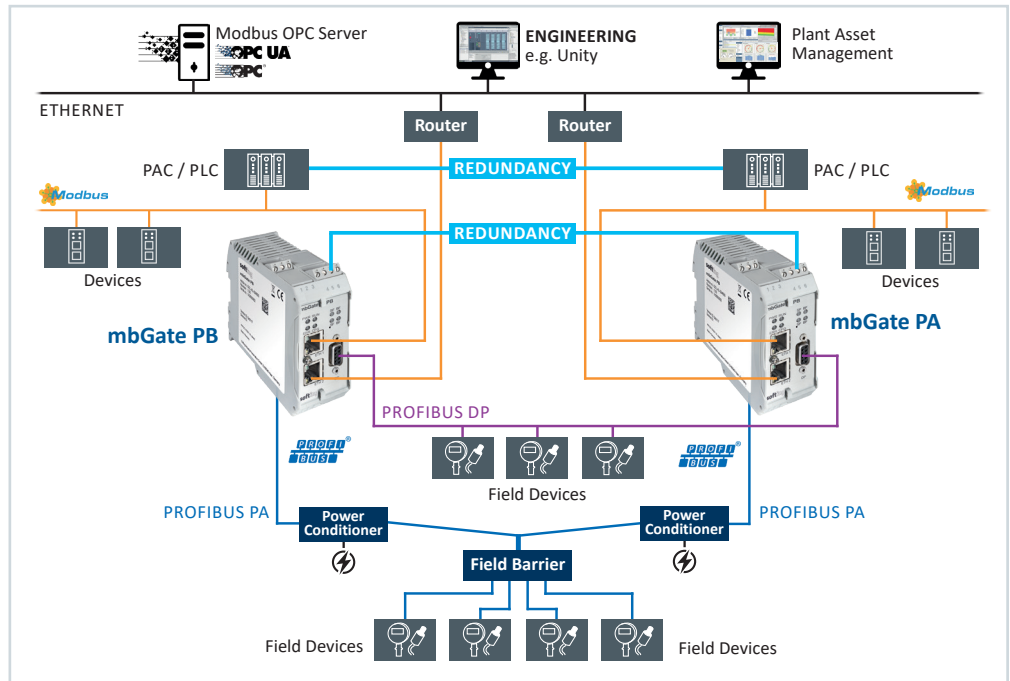 Modbus OPC Server
OPC UA
OPC
ENGINEERING
e.g. Unity
Plant Asset
Management
ETHERNET
Router
Router
PAC / PLC
REDUNDANCY
PAC / PLC
Modbus
Modbus
REDUNDANCY
Devices
Devices
mbGate PB
mbGate PA
PB
PB
PROFIBUS DP
PROFI
BUS
PROFI
BUS
Field Devices
PROFIBUS PA
Power
Conditioner
Power
Conditioner
PROFIBUS PA
Field Barrier
Field Devices
Field Devices